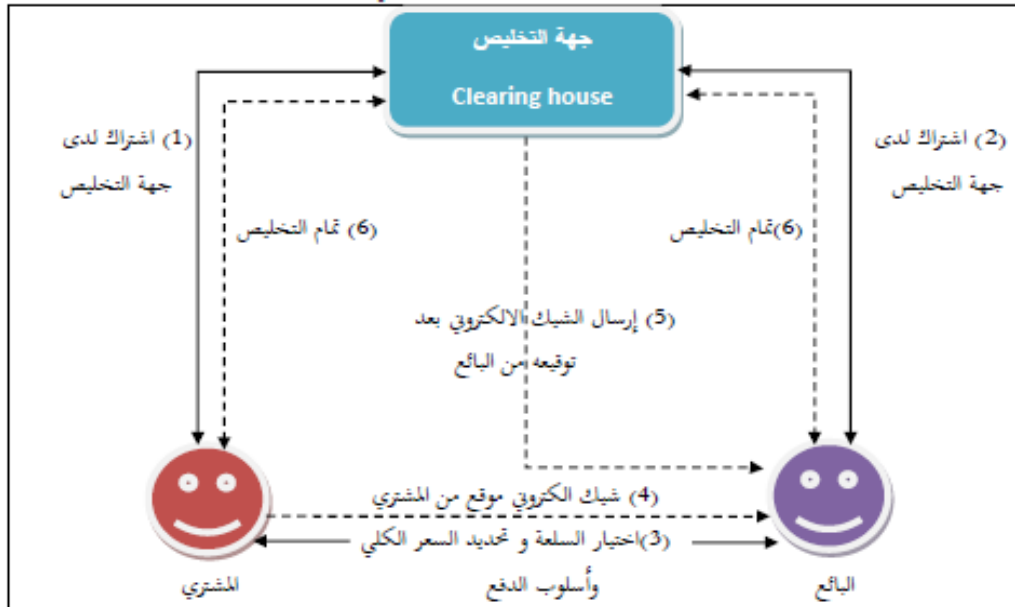 جهة التخليص
Clearing house
(1) اشتراك لدى
جهة التخليص
(2) اشتراك لدى
جهة التخليص
(6) تمام التخليص
(6)تمام التخليص
(5) إرسال الشيك الالكتروني بعد
توقيعه من البائع
(4) شيك الكتروني موقع من المشتري
(3)اختيار السلعة و تحديد السعر الكلي
وأسلوب الدفع
المشتري
البائع